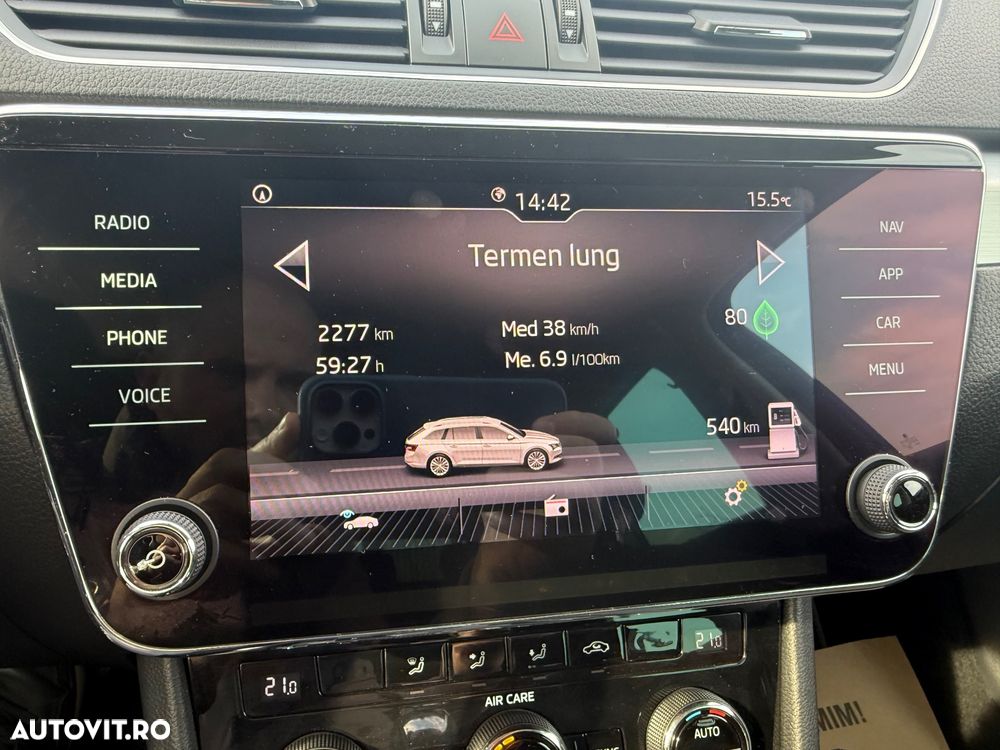 14:42
15.5°C
RADIO
MEDIA
PHONE
VOICE
NAV
APP
CAR
MENU
Termen lung
2277 km
59:27 h
Med 38 km/h
Me. 6.9 l/100km
80
540 km
21.0
21.0
AIR CARE
AUTO
MIM!
AUTOVIT.RO